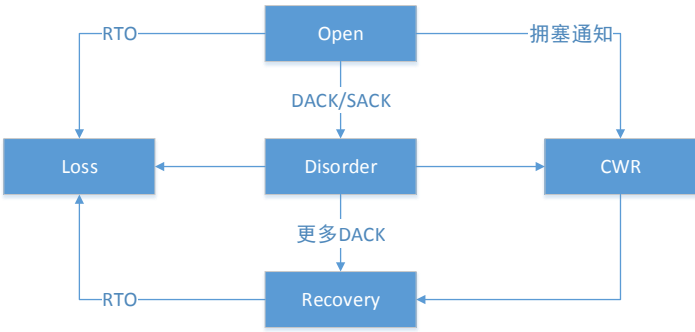 Open
RTO
拥塞通知
DACK/SACK
Loss
Disorder
CWR
更多DACK
RTO
Recovery